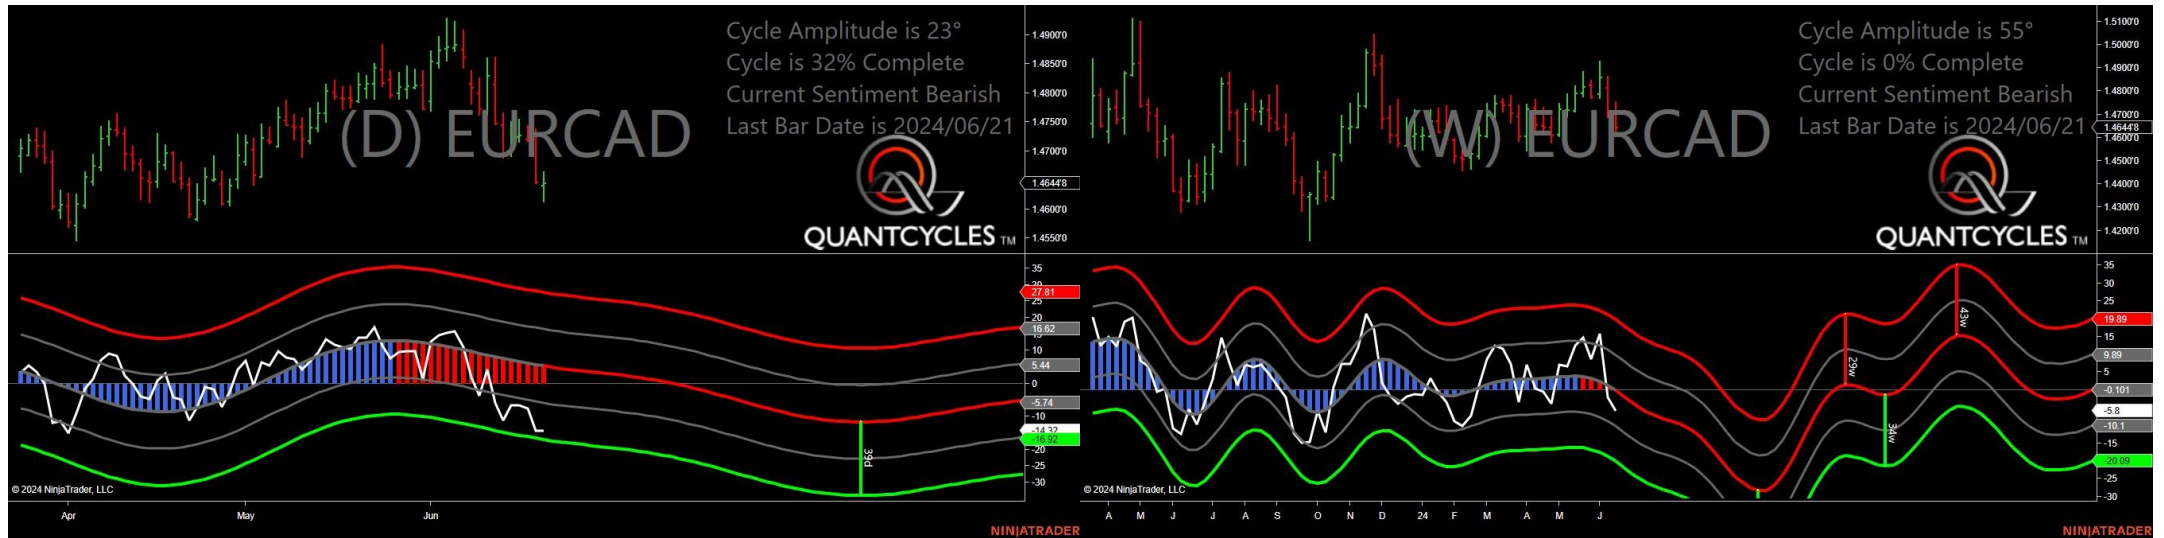 Cycle Amplitude is 23°
Cycle is 32% Complete
Current Sentiment Bearish
Last Bar Date is 2024/06/21
(D) EURCAD
QUANTCYCLES TM
1.4900'0
1.4850'0
1.4800'0
1.4750'0
1.4700'0
1.4644'8
1.4600'0
1.4550'0
35
27.81
25
20
16.62
10
5.44
0
-5.74
-10
-14.32
-16.92
-20
-25
-30
39d
© 2024 NinjaTrader, LLC
Apr
May
Jun
NINJATRADER
Cycle Amplitude is 55°
Cycle is 0% Complete
Current Sentiment Bearish
Last Bar Date is 2024/06/21
(W) EURCAD
QUANTCYCLES TM
1.5100'0
1.5000'0
1.4900'0
1.4800'0
1.4700'0
1.4644'8
1.4600'0
1.4500'0
1.4400'0
1.4300'0
1.4200'0
35
30
25
19.89
15
9.89
5
-0.101
-5.8
-10.1
-15
-20.09
-25
-30
29w
34w
43w
© 2024 NinjaTrader, LLC
A M J J A S O N D 24 F M A M J
NINJATRADER